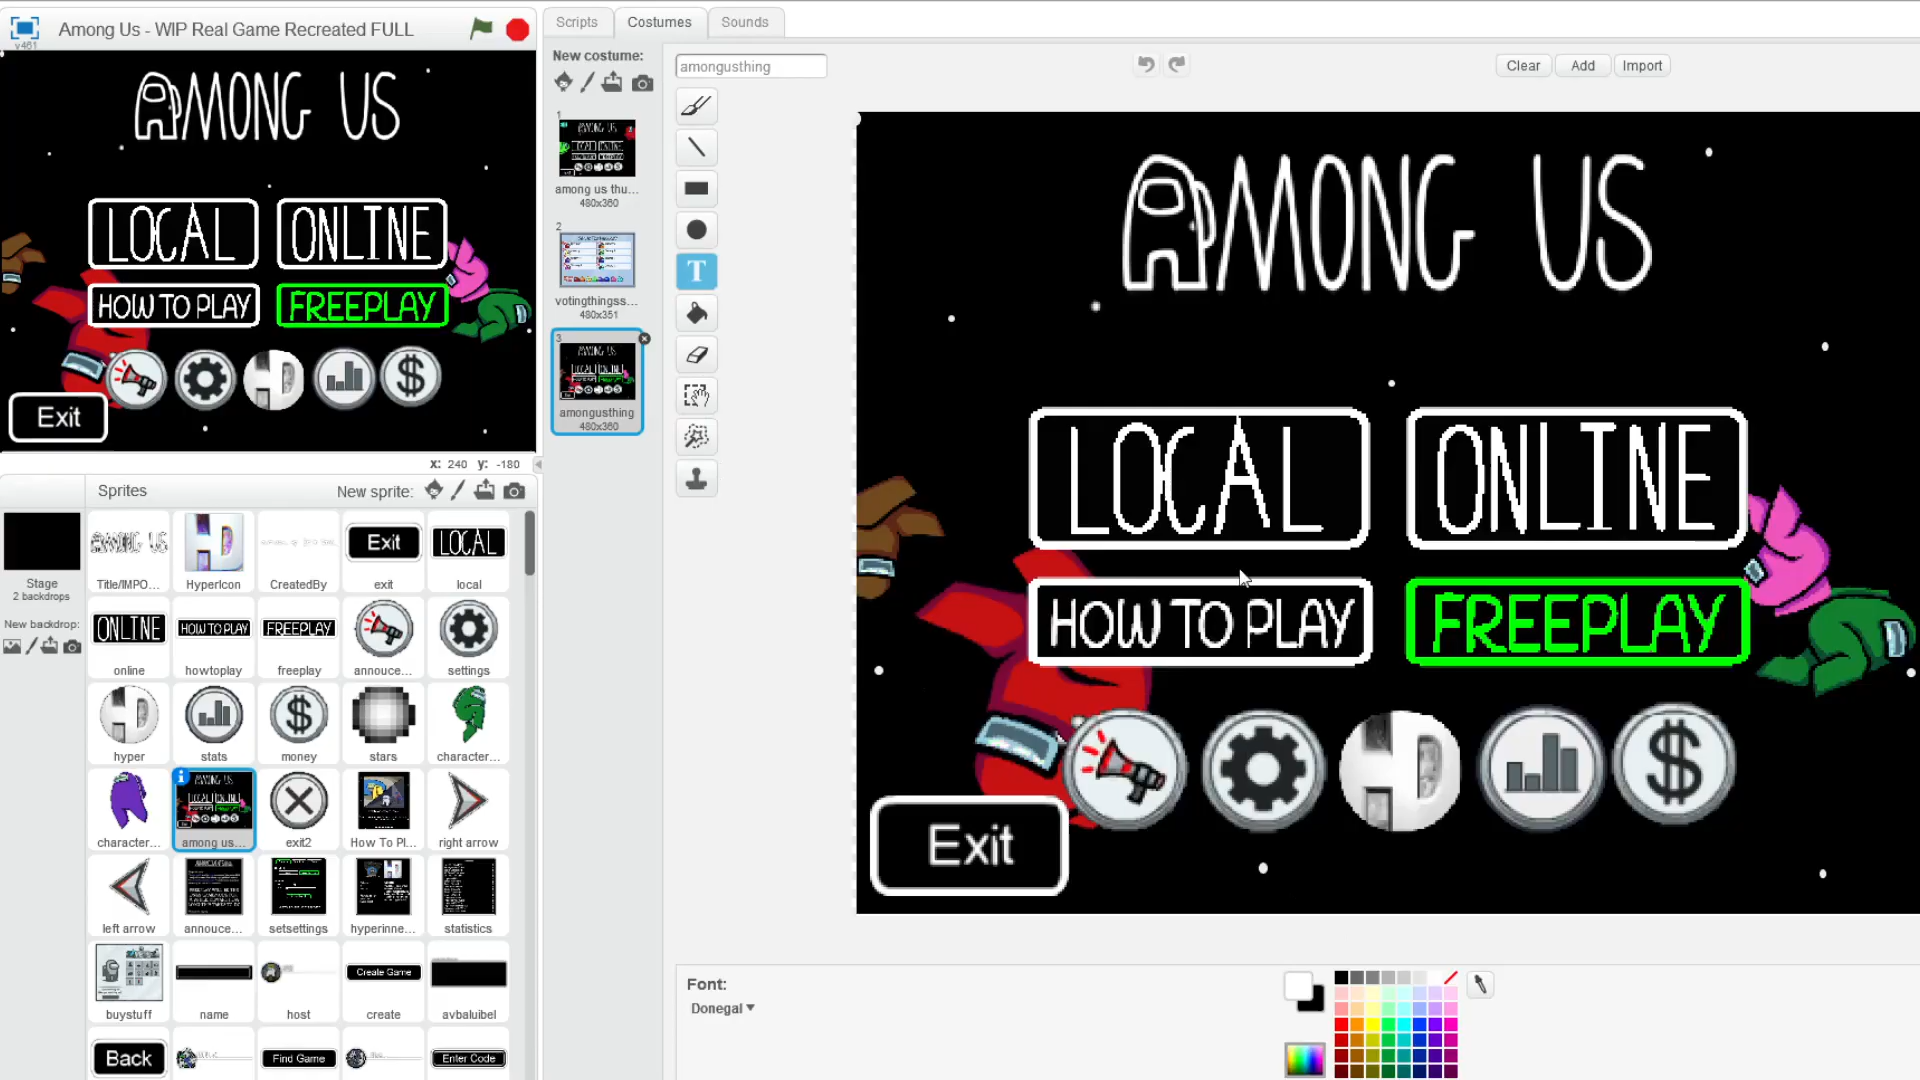 Among Us - WIP Real Game Recreated FULL
v461
Scripts
Costumes
Sounds
New costume:
amongusthing
Clear
Add
Import
AMONG US
LOCAL
ONLINE
HOW TO PLAY
FREEPLAY
Exit
x: 240 y: -180
1
among us thu...
480x360
2
votingthingss...
480x351
3
amongusthing
480x360
T
AMONG US
LOCAL
ONLINE
HOW TO PLAY
FREEPLAY
Exit
Sprites
New sprite:
Stage
2 backdrops
New backdrop:
AMONG US
Title/IMPO...
HyperIcon
CreatedBy
Exit
exit
LOCAL
local
ONLINE
online
HOW TO PLAY
howtoplay
FREEPLAY
freeplay
annouce...
settings
hyper
stats
money
stars
character...
character...
among us...
exit2
How To Pl...
right arrow
left arrow
annouce...
setsettings
hyperinne...
statistics
buystuff
name
host
Create Game
create
avbaluibel
Back
Find Game
Enter Code
Font:
Donegal